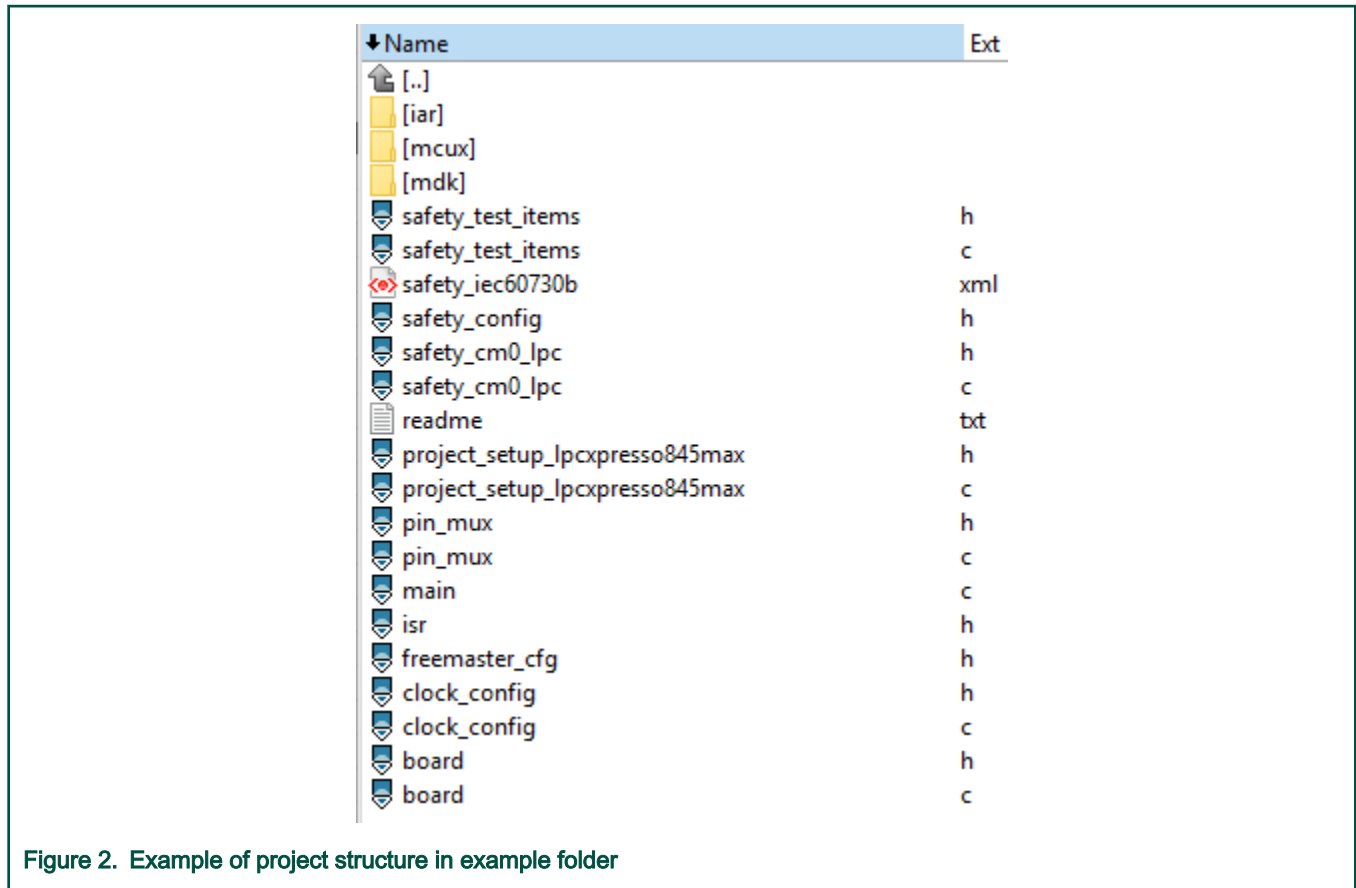 Name Ext
[..]
[iar]
[mcux]
[mdk]
safety_test_items h
safety_test_items c
safety_iec60730b xml
safety_config h
safety_cm0_lpc h
safety_cm0_lpc c
readme txt
project_setup_lpcxpresso845max h
project_setup_lpcxpresso845max c
pin_mux h
pin_mux c
main c
isr h
freemaster_cfg h
clock_config h
clock_config c
board h
board c
Figure 2. Example of project structure in example folder